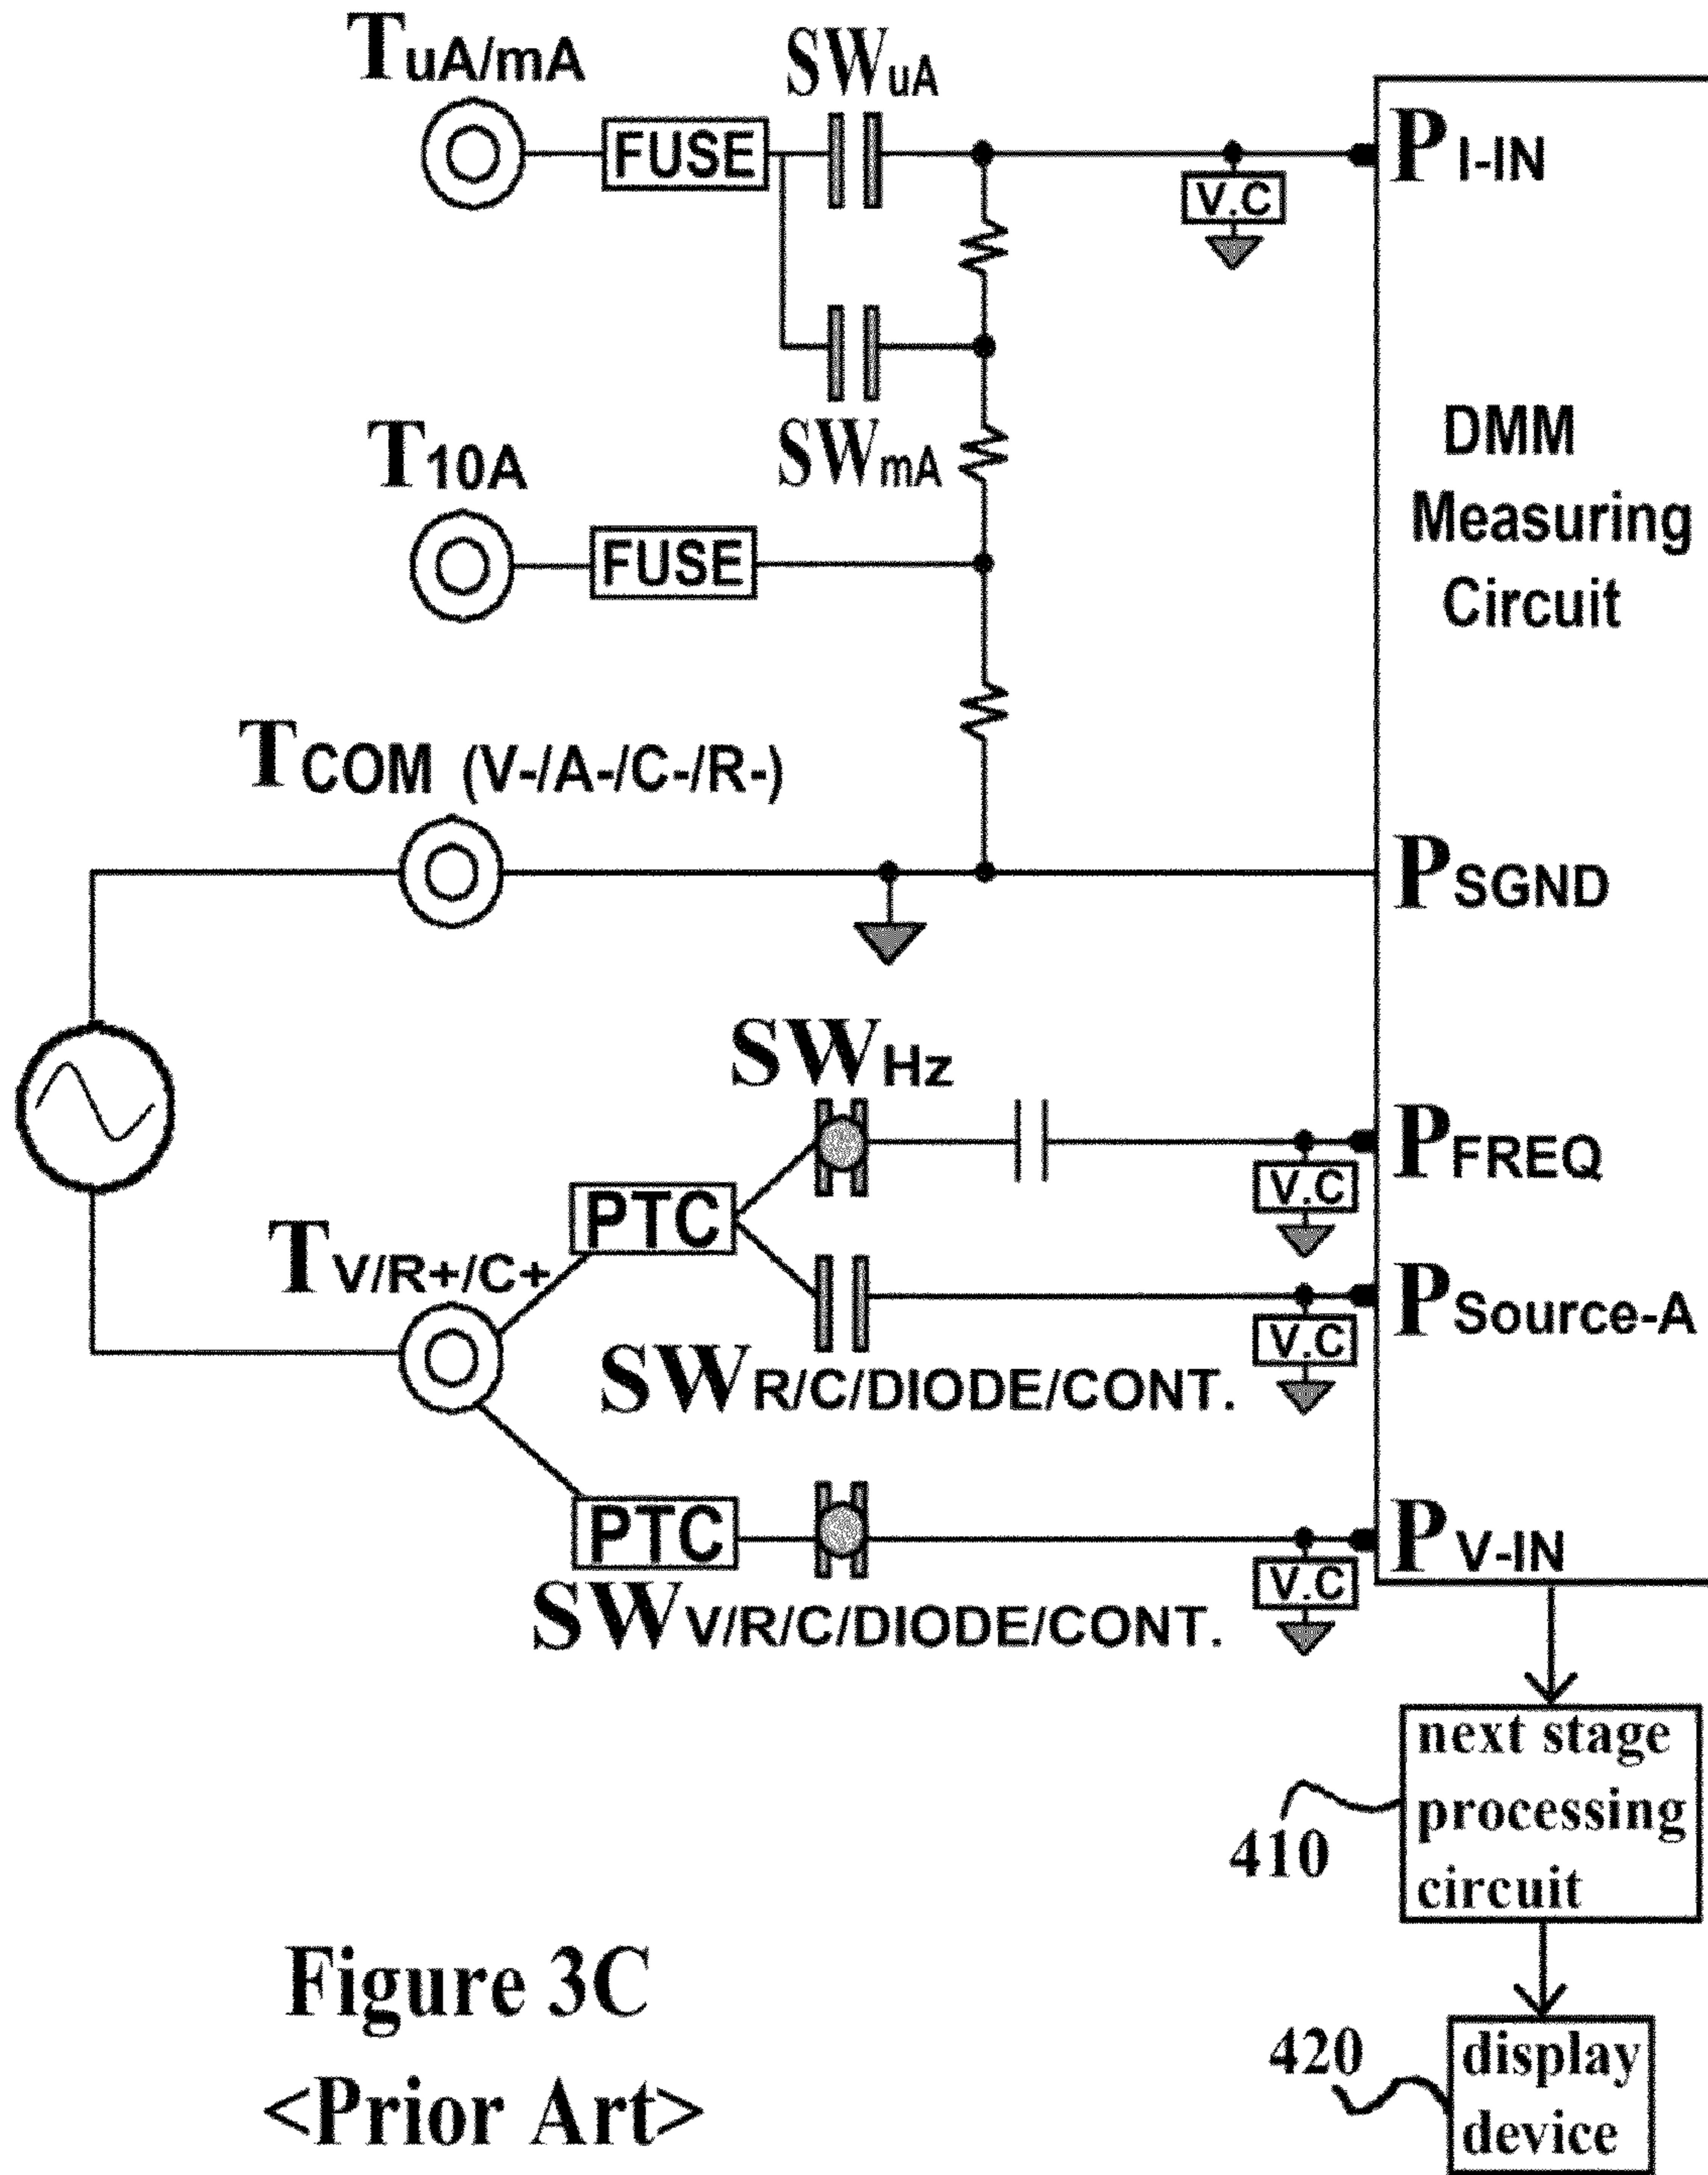 TuA/mA
SWuA
FUSE
PI-IN
V.C
SWmA
DMM
Measuring
Circuit
T10A
FUSE
TCOM (V-/A-/C-/R-)
PSGND
SWHz
PFREQ
V.C
PTC
TV/R+/C+
PSource-A
V.C
SWR/C/DIODE/CONT.
PTC
PV-IN
V.C
SWV/R/C/DIODE/CONT.
next stage
processing
circuit
410
Figure 3C
<Prior Art>
420
display
device